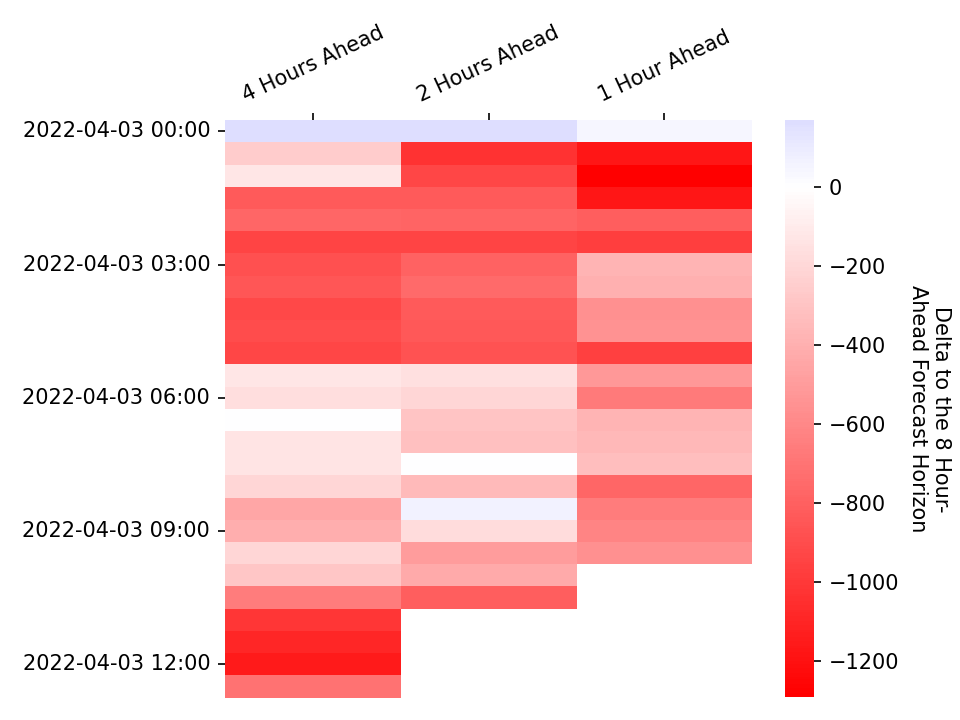 4 Hours Ahead
2 Hours Ahead
1 Hour Ahead
2022-04-03 00:00
2022-04-03 03:00
2022-04-03 06:00
2022-04-03 09:00
2022-04-03 12:00
0
−200
−400
−600
−800
−1000
−1200
Delta to the 8 Hour-
Ahead Forecast Horizon